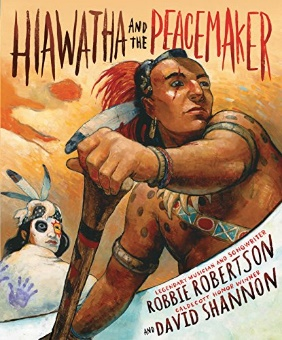 HIAWATHA AND THE PEACEMAKER
LEGENDARY MUSICIAN AND SONGWRITER
ROBBIE ROBERTSON
CALDECOTT HONOR WINNER
AND DAVID SHANNON